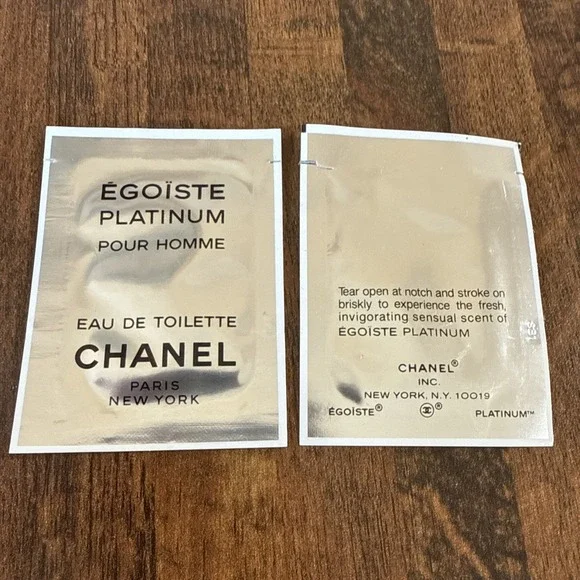 ÉGOÏSTE
PLATINUM
POUR HOMME
EAU DE TOILETTE
CHANEL
PARIS
NEW YORK
Tear open at notch and stroke on
briskly to experience the fresh,
invigorating sensual scent of
ÉGOÏSTE PLATINUM
CHANEL®
INC.
NEW YORK, N.Y. 10019
ÉGOÏSTE® ® PLATINUM™